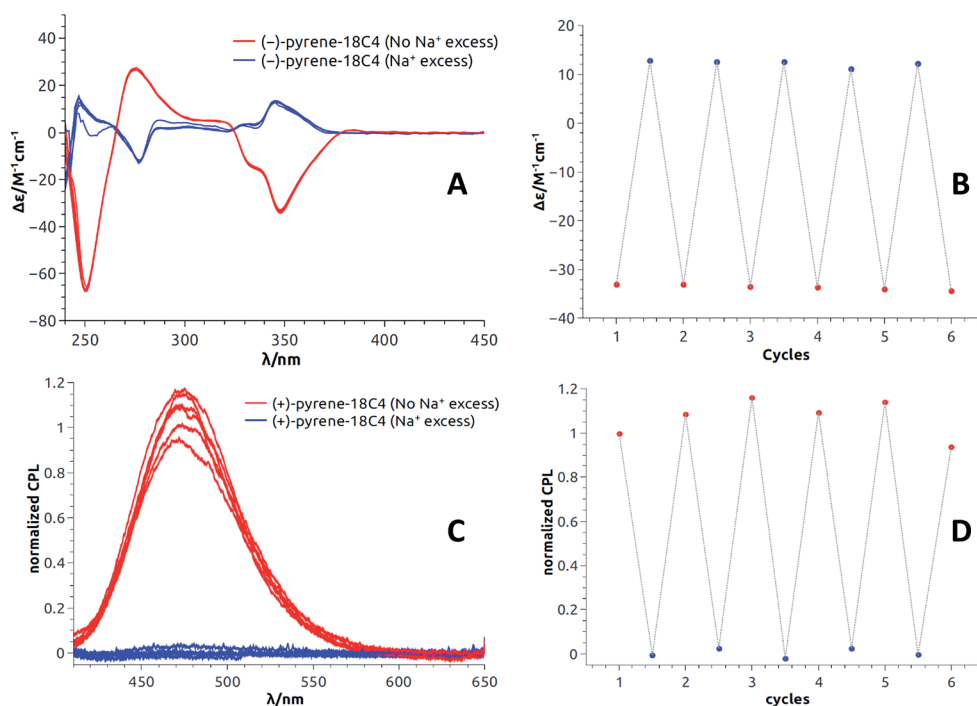 (−)-pyrene-18C4 (No Na⁺ excess)
(−)-pyrene-18C4 (Na⁺ excess)
Δε/M⁻¹cm⁻¹
40
20
0
−20
−40
−60
−80
250 300 350 400 450
λ/nm
A
Δε/M⁻¹cm⁻¹
20
10
0
−10
−20
−30
−40
1 2 3 4 5 6
Cycles
B
(+)-pyrene-18C4 (No Na⁺ excess)
(+)-pyrene-18C4 (Na⁺ excess)
normalized CPL
1.2
1
0.8
0.6
0.4
0.2
0
450 500 550 600 650
λ/nm
C
normalized CPL
1.2
1
0.8
0.6
0.4
0.2
0
1 2 3 4 5 6
cycles
D